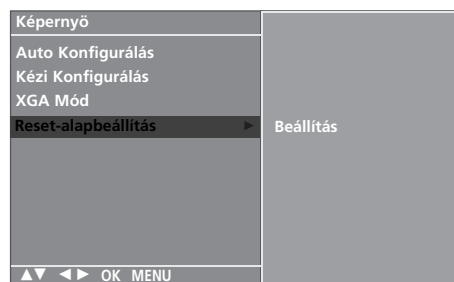 Képernyö
Auto Konfigurálás
Kézi Konfigurálás
XGA Mód
Reset-alapbeállítás ► Beállítás
▲▼ ◄► OK MENU